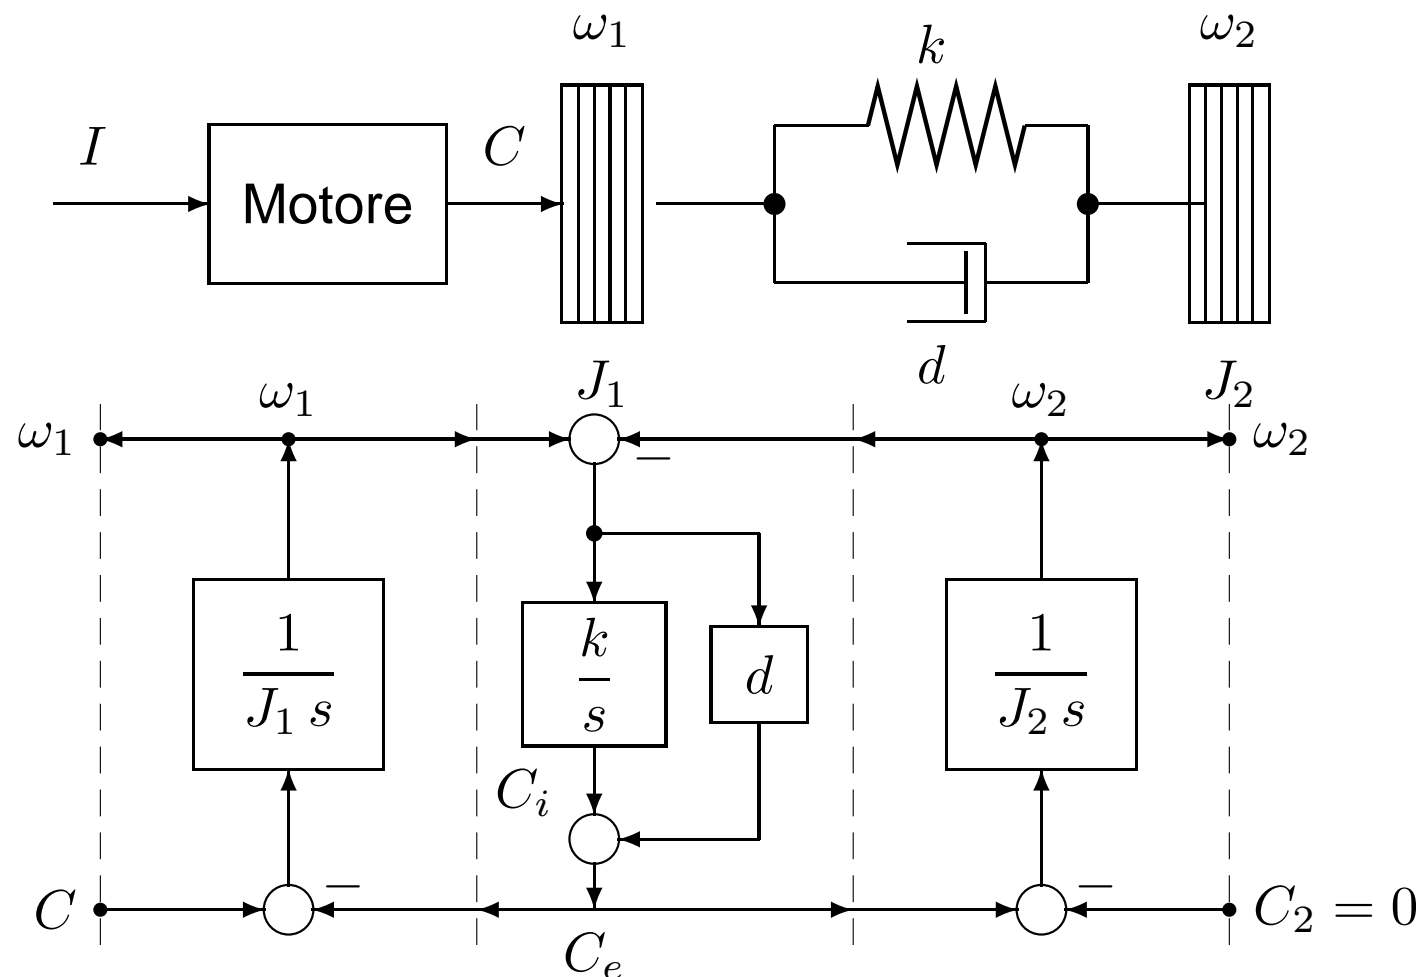 ω₁ ω₂
k
I Motore C
d
J₁ J₂
ω₁ ω₂
ω₁ − ω₂
1/(J₁ s) k/s d 1/(J₂ s)
Cᵢ
C − − C₂ = 0
Cₑ